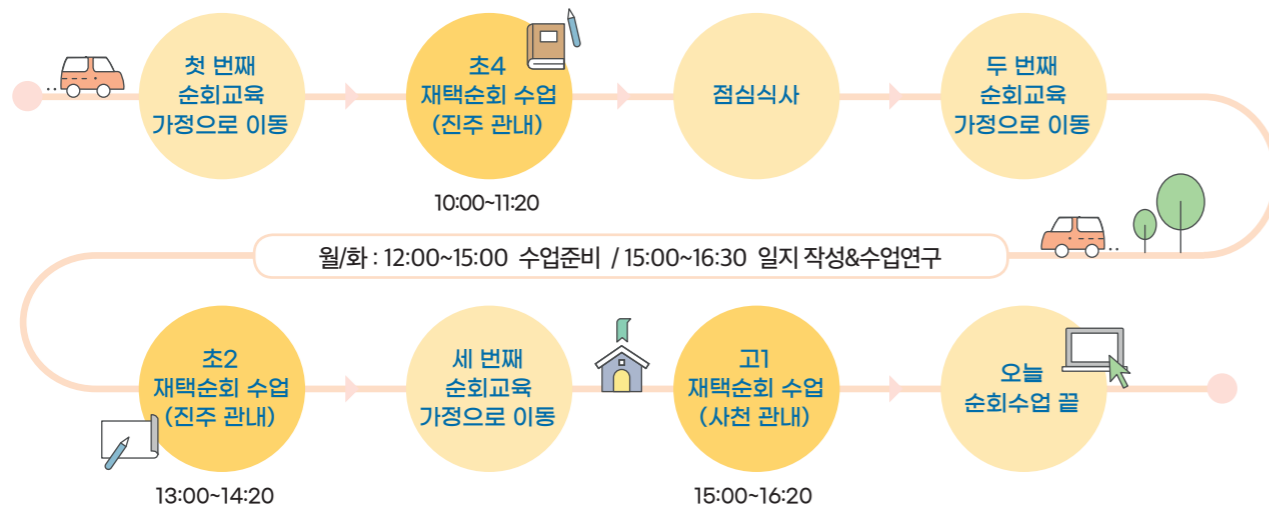 첫 번째
순회교육
가정으로 이동
초4
재택순회 수업
(진주 관내)
10:00~11:20
점심식사
두 번째
순회교육
가정으로 이동
월/화 : 12:00~15:00 수업준비 / 15:00~16:30 일지 작성&수업연구
초2
재택순회 수업
(진주 관내)
13:00~14:20
세 번째
순회교육
가정으로 이동
고1
재택순회 수업
(사천 관내)
15:00~16:20
오늘
순회수업 끝